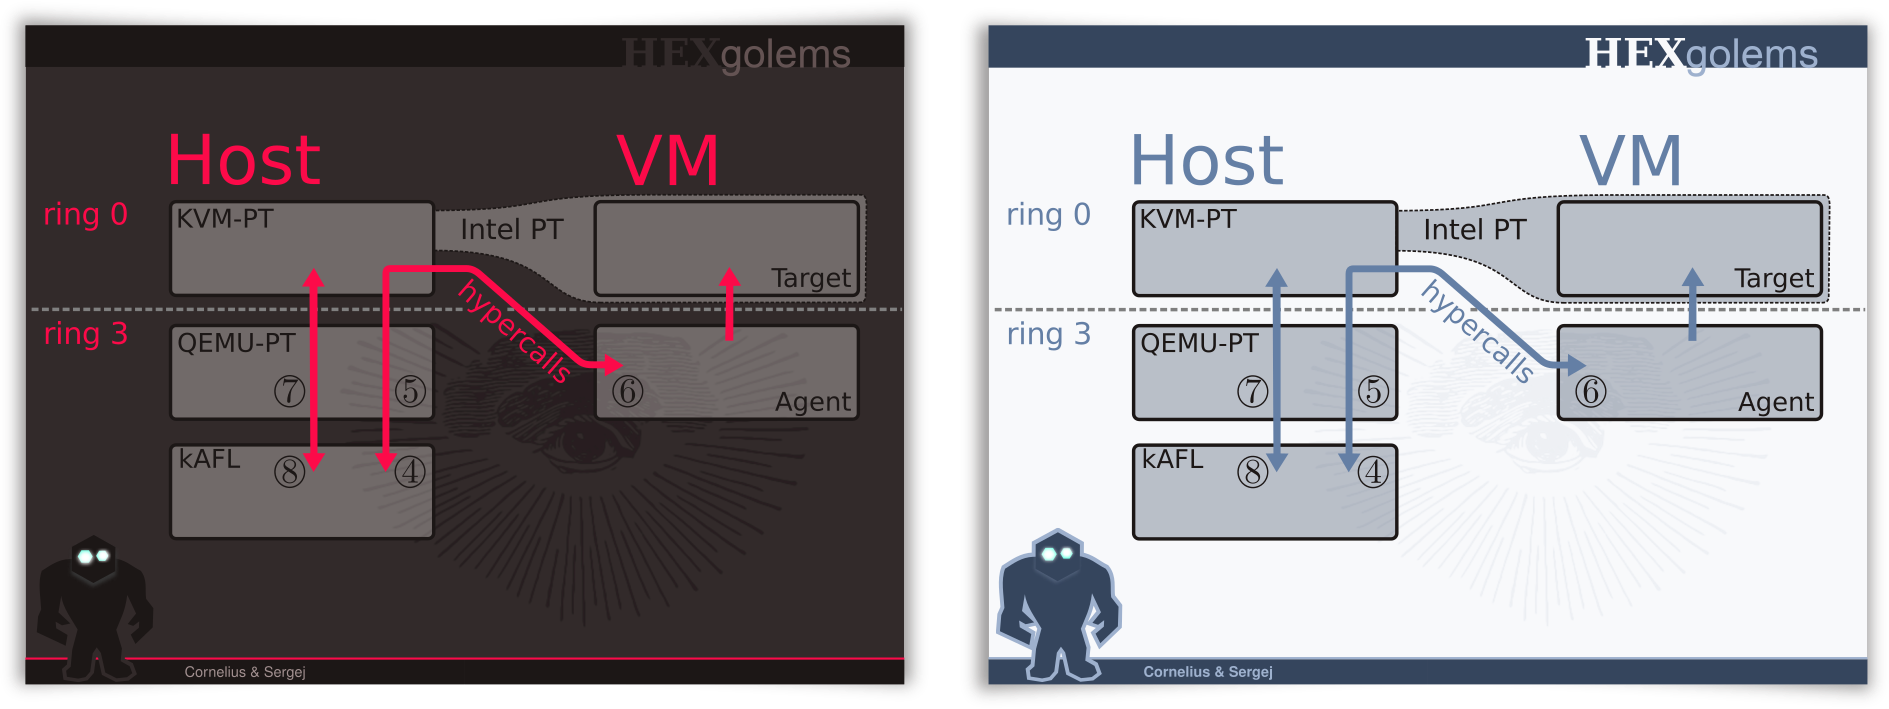 HEXgolems
Host
VM
ring 0
KVM-PT
Intel PT
Target
hypercalls
ring 3
QEMU-PT
⑦
⑤
⑥
Agent
kAFL
⑧
④
Cornelius & Sergej
HEXgolems
Host
VM
ring 0
KVM-PT
Intel PT
Target
hypercalls
ring 3
QEMU-PT
⑦
⑤
⑥
Agent
kAFL
⑧
④
Cornelius & Sergej